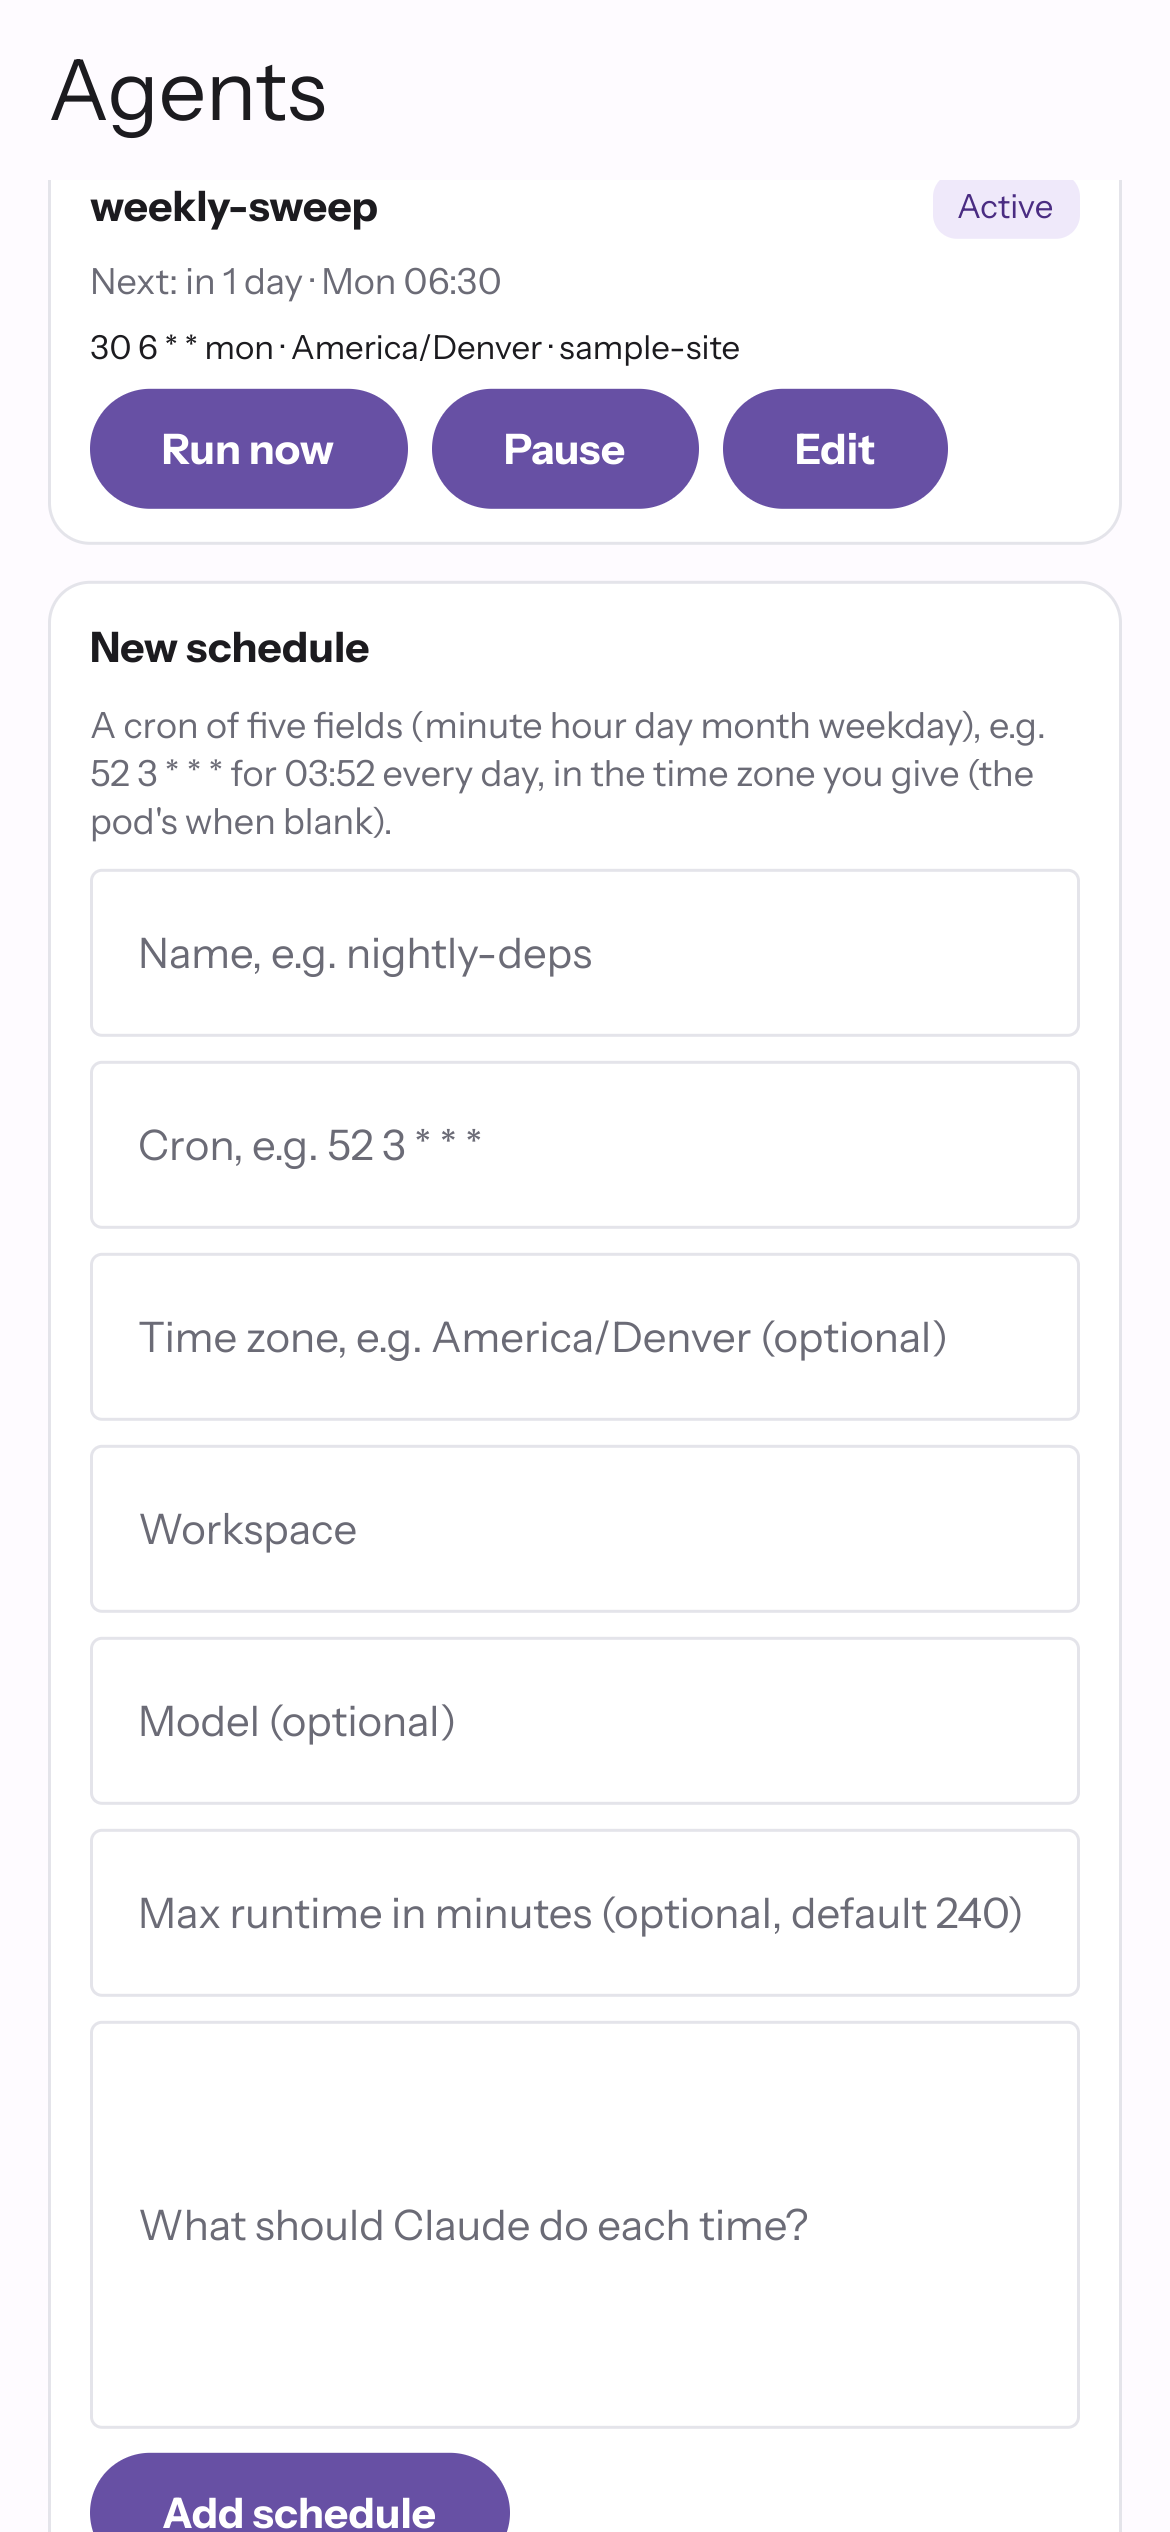 Agents
weekly-sweep
Active
Next: in 1 day · Mon 06:30
30 6 * * mon · America/Denver · sample-site
Run now
Pause
Edit
New schedule
A cron of five fields (minute hour day month weekday), e.g.
52 3 * * * for 03:52 every day, in the time zone you give (the
pod's when blank).
Name, e.g. nightly-deps
Cron, e.g. 52 3 * * *
Time zone, e.g. America/Denver (optional)
Workspace
Model (optional)
Max runtime in minutes (optional, default 240)
What should Claude do each time?
Add schedule